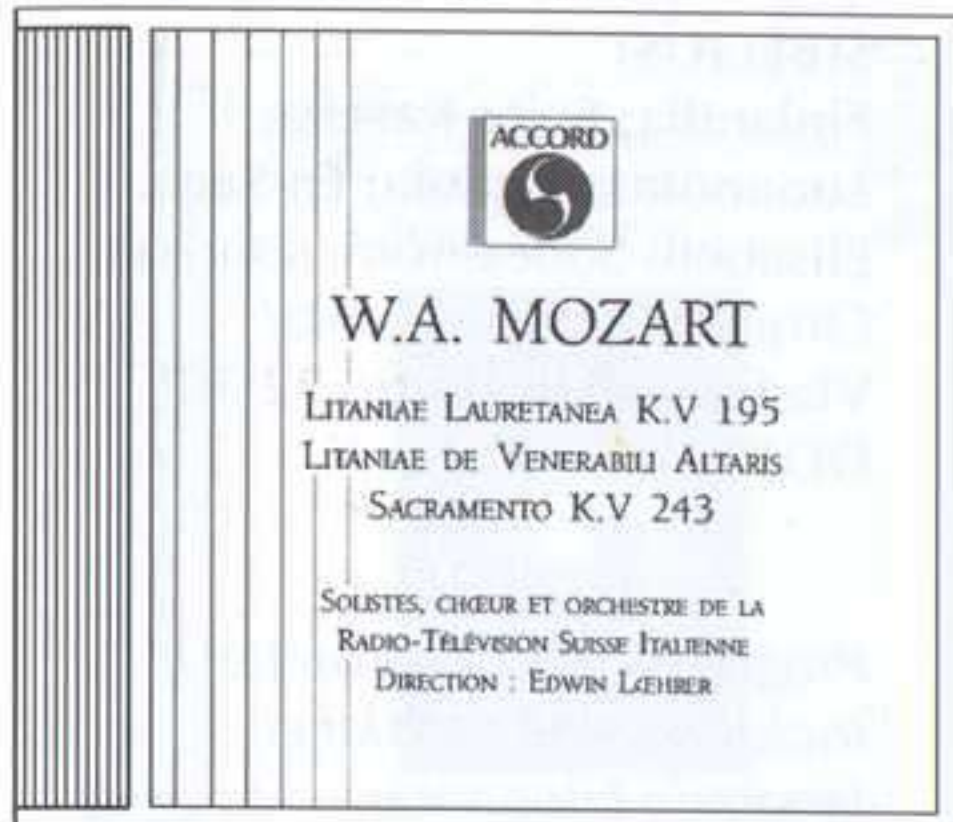 ACCORD
W.A. MOZART
LITANIAE LAURETANEA K.V 195
LITANIAE DE VENERABILI ALTARIS
SACRAMENTO K.V 243
SOLISTES, CHŒUR ET ORCHESTRE DE LA
RADIO-TÉLÉVISION SUISSE ITALIENNE
DIRECTION : EDWIN LŒHRER